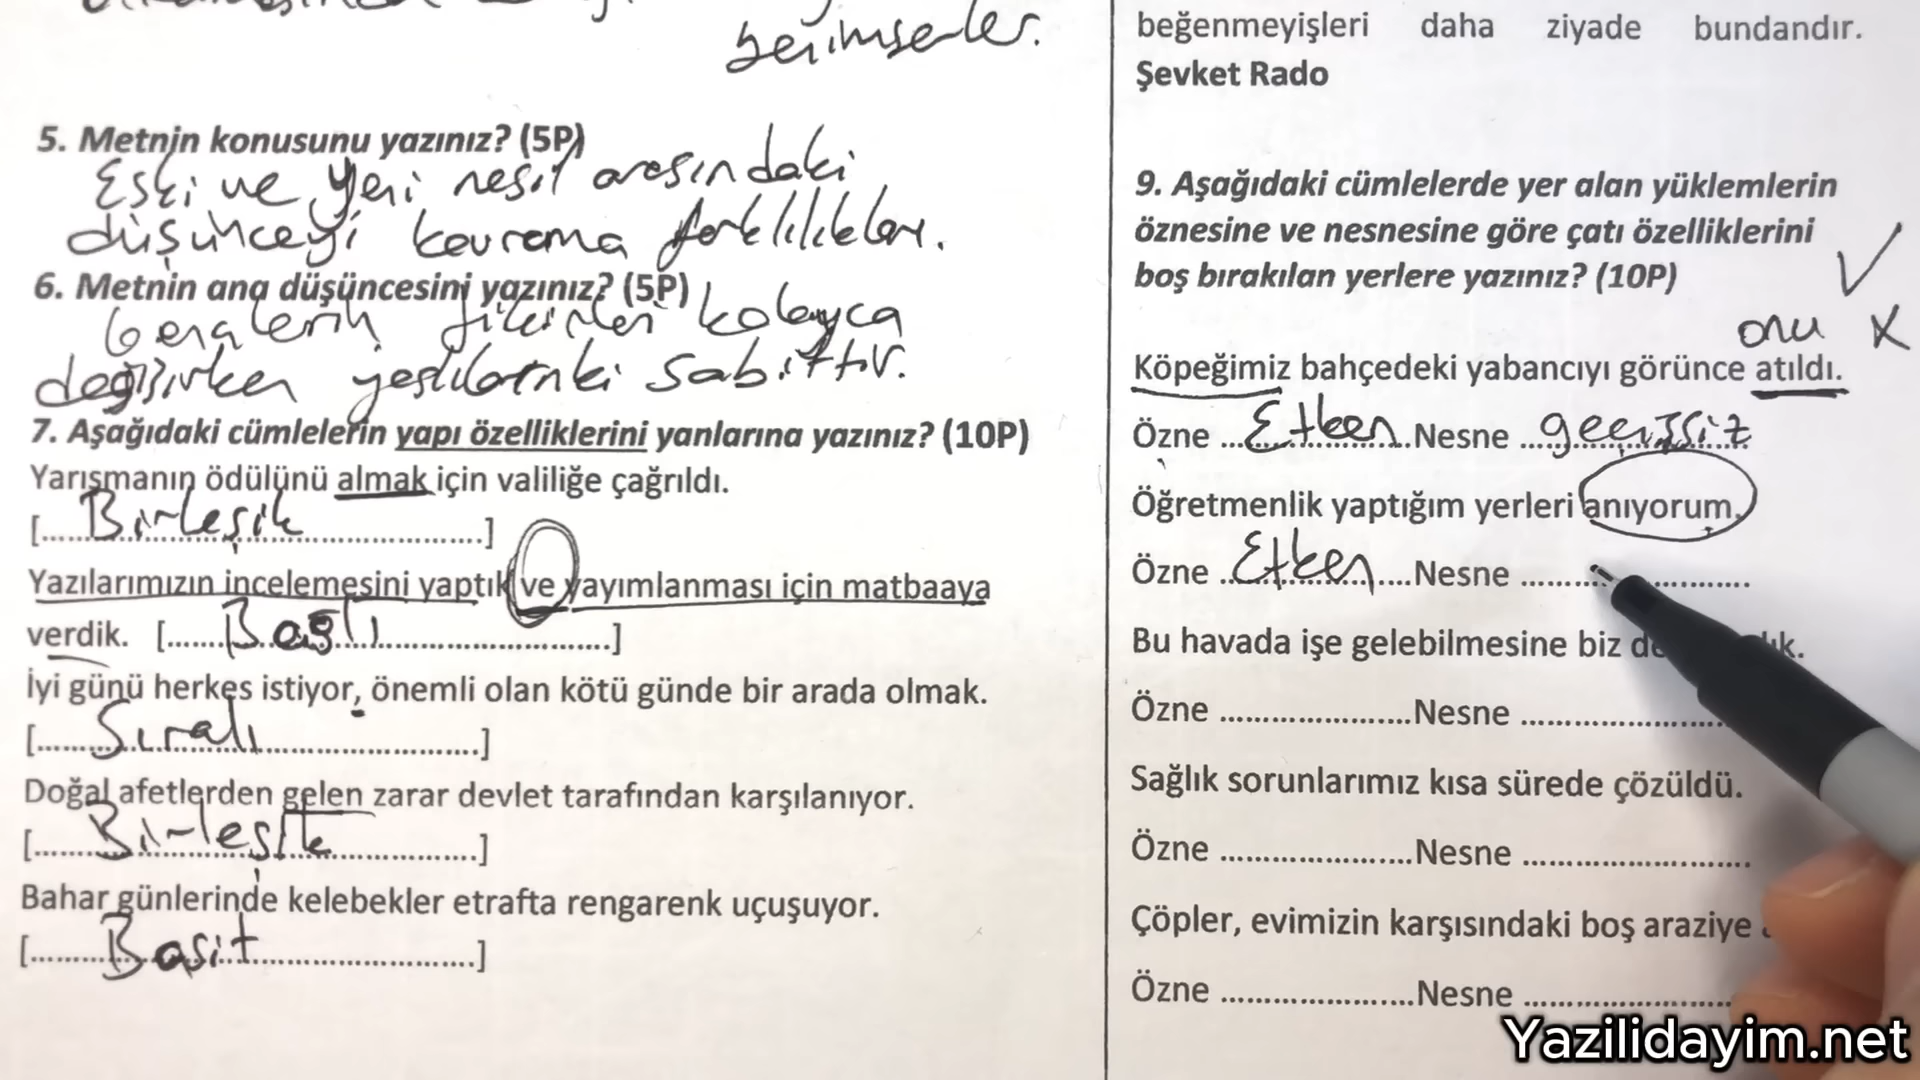 benimserler.
5. Metnin konusunu yazınız? (5P)
Eski ve yeni nesil arasındaki
düşünceyi kavrama farklılıkları.
6. Metnin ana düşüncesini yazınız? (5P)
Gençlerin fikirleri kolayca
değişirken yaşlılarınki sabittir.
7. Aşağıdaki cümlelerin yapı özelliklerini yanlarına yazınız? (10P)
Yarışmanın ödülünü almak için valiliğe çağrıldı.
[.....Birleşik.....]
Yazılarımızın incelemesini yaptık ve yayımlanması için matbaaya
verdik. [.....Bağlı.....]
İyi günü herkes istiyor, önemli olan kötü günde bir arada olmak.
[.....Sıralı.....]
Doğal afetlerden gelen zarar devlet tarafından karşılanıyor.
[.....Birleşik.....]
Bahar günlerinde kelebekler etrafta rengarenk uçuşuyor.
[.....Basit.....]
beğenmeyişleri daha ziyade bundandır.
Şevket Rado
9. Aşağıdaki cümlelerde yer alan yüklemlerin
öznesine ve nesnesine göre çatı özelliklerini
boş bırakılan yerlere yazınız? (10P)
onu X
Köpeğimiz bahçedeki yabancıyı görünce atıldı.
Özne ...Etken...Nesne ...geçişsiz
Öğretmenlik yaptığım yerleri anıyorum.
Özne ...Etken...Nesne ..........
Bu havada işe gelebilmesine biz
Özne ..........Nesne ..........
Sağlık sorunlarımız kısa sürede çözüldü.
Özne ..........Nesne ..........
Çöpler, evimizin karşısındaki boş araziye
Özne ..........Nesne ..........
Yazilidayim.net